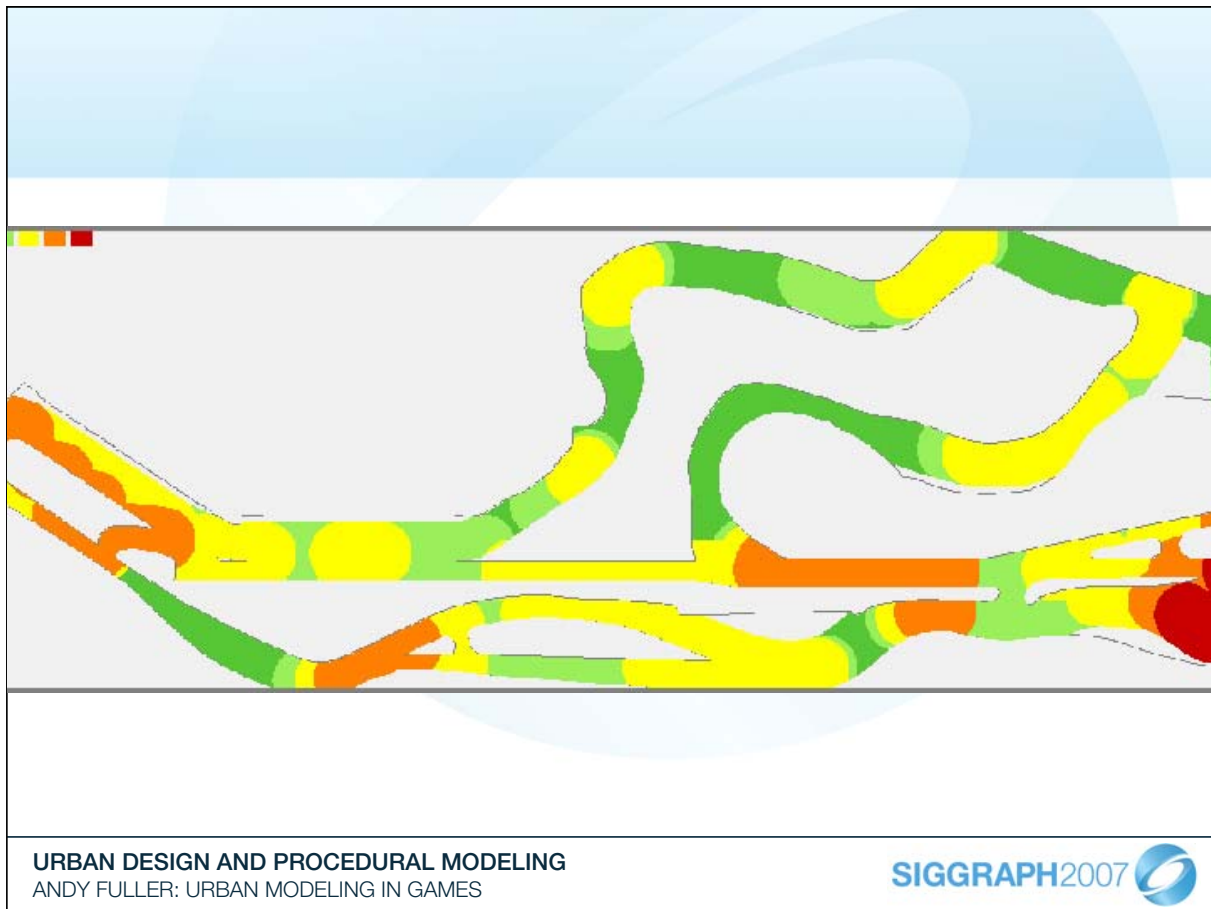 URBAN DESIGN AND PROCEDURAL MODELING
ANDY FULLER: URBAN MODELING IN GAMES
SIGGRAPH2007